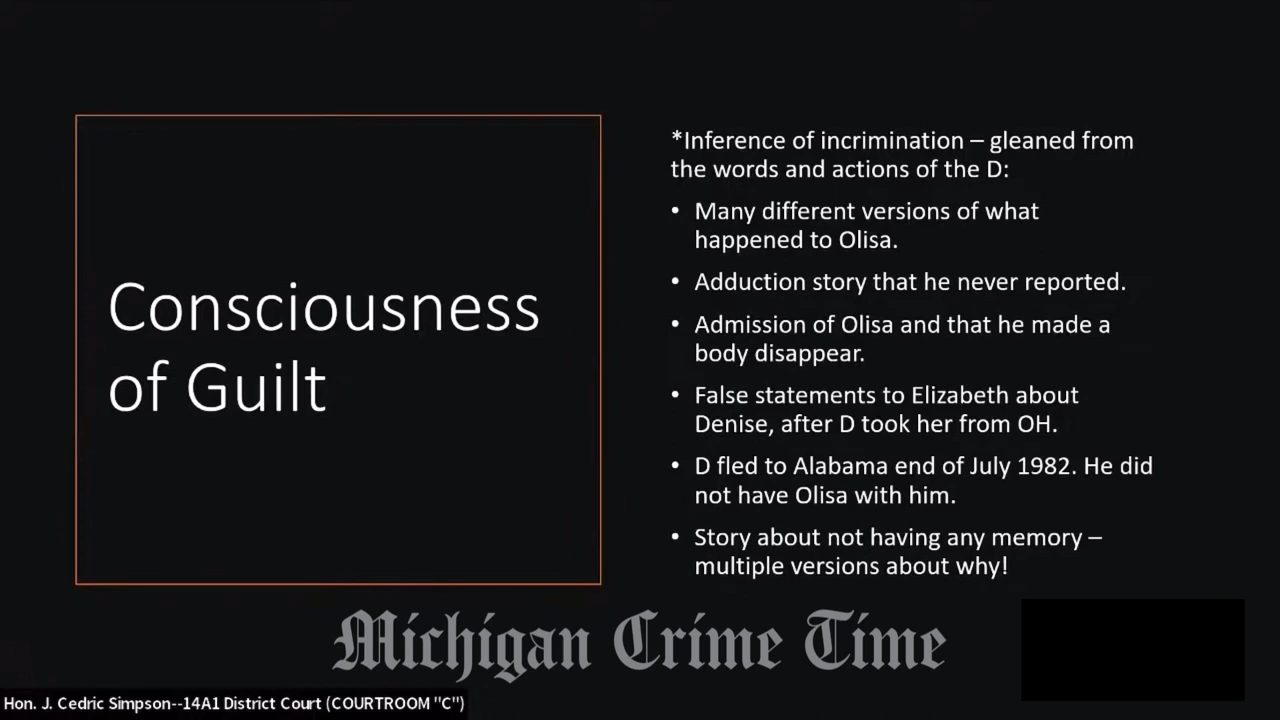 Consciousness
of Guilt
*Inference of incrimination – gleaned from
the words and actions of the D:
• Many different versions of what
happened to Olisa.
• Adduction story that he never reported.
• Admission of Olisa and that he made a
body disappear.
• False statements to Elizabeth about
Denise, after D took her from OH.
• D fled to Alabama end of July 1982. He did
not have Olisa with him.
• Story about not having any memory –
multiple versions about why!
Michigan Crime Time
Hon. J. Cedric Simpson--14A1 District Court (COURTROOM "C")